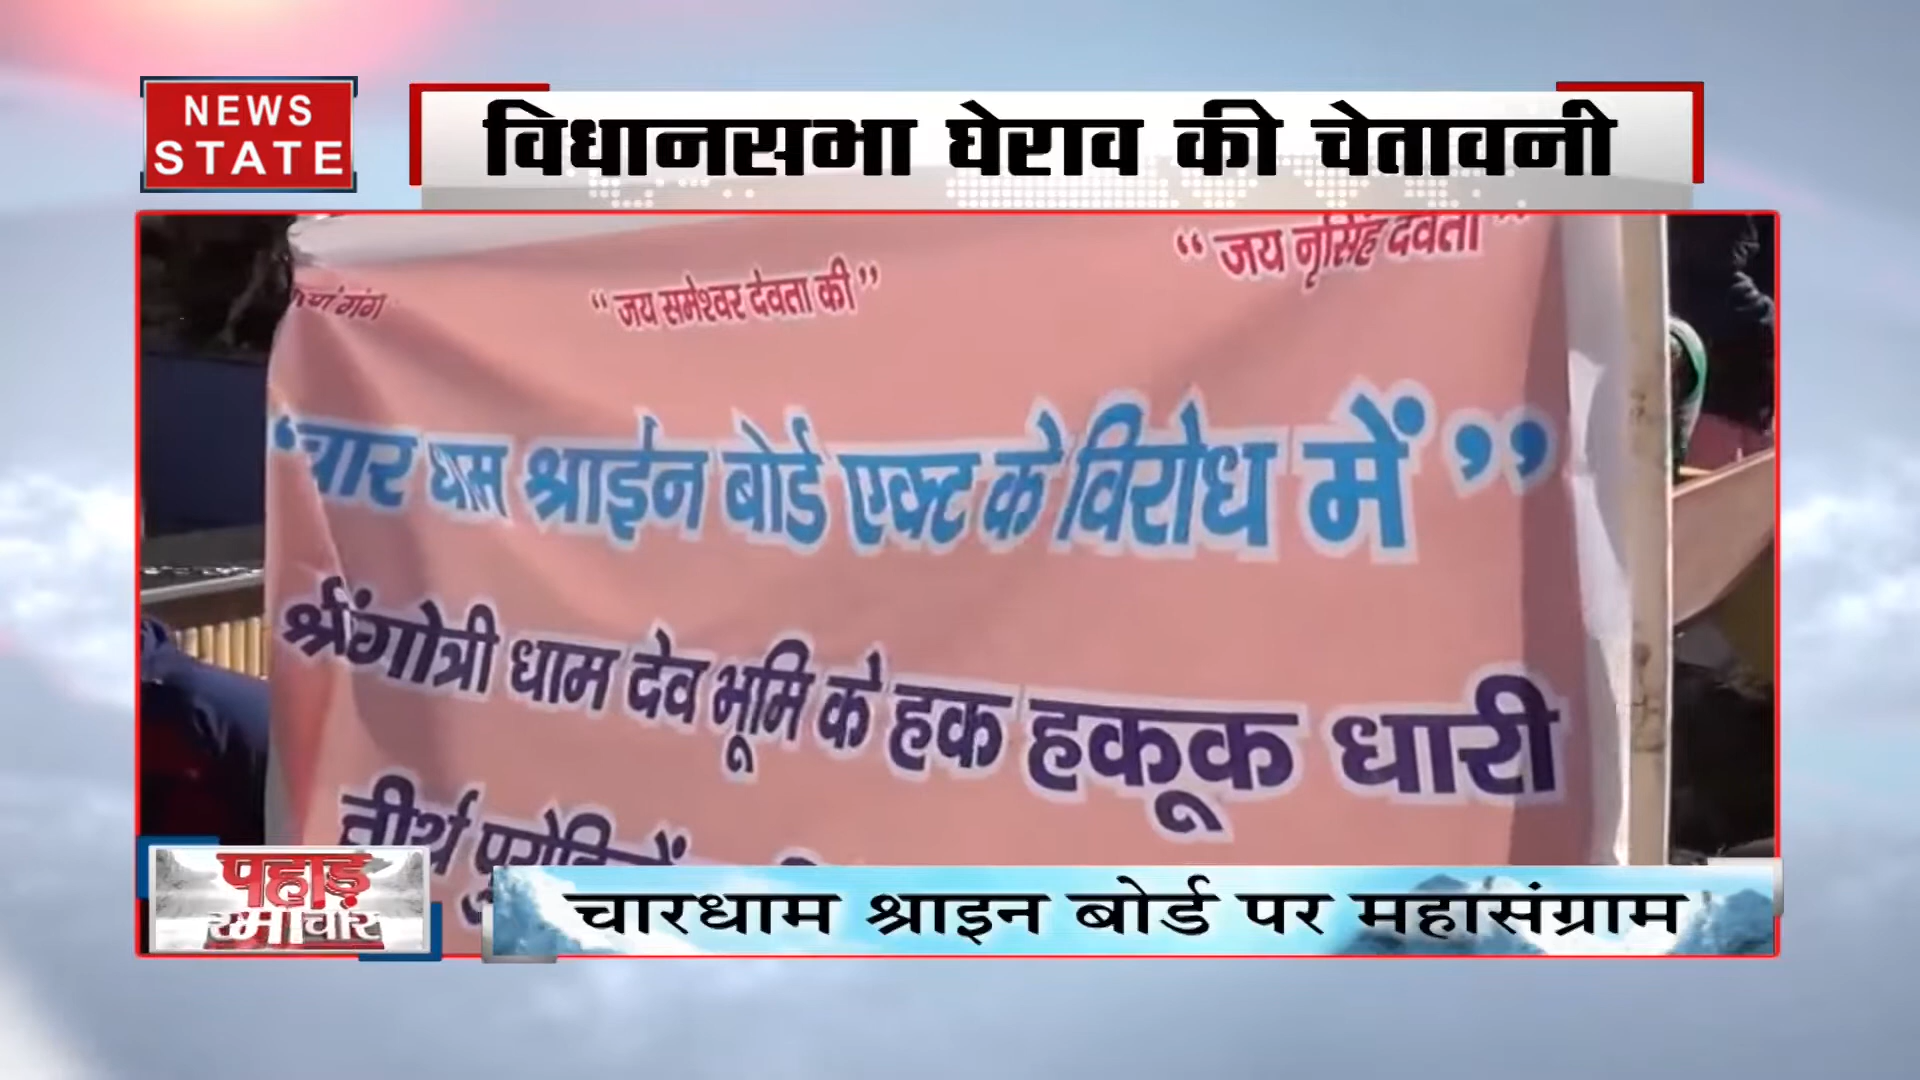 NEWS
STATE
विधानसभा घेराव की चेतावनी
“जय समेश्वर देवता की”
“जय नृसिंह देवता
“चार धाम श्राईन बोर्ड एक्ट के विरोध में”
श्रीगंगोत्री धाम देव भूमि के हक हकूक धारी
तीर्थ
पहाड़
समाचार
चारधाम श्राइन बोर्ड पर महासंग्राम